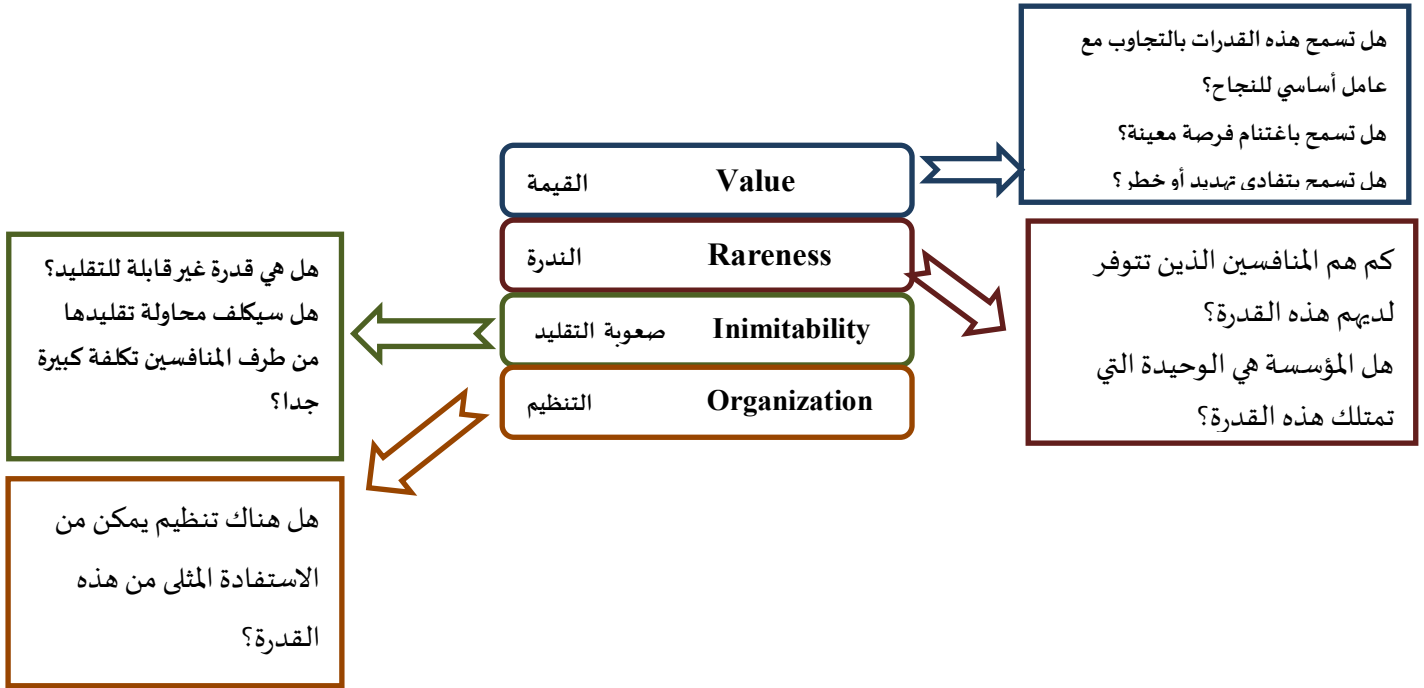 هل تسمح هذه القدرات بالتجاوب مع
عامل أساسي للنجاح؟
هل تسمح باغتنام فرصة معينة؟
هل تسمح بتفادي تهديد أو خطر؟
القيمة Value
الندرة Rareness
صعوبة التقليد Inimitability
التنظيم Organization
كم هم المنافسين الذين تتوفر
لديهم هذه القدرة؟
هل المؤسسة هي الوحيدة التي
تمتلك هذه القدرة؟
هل هي قدرة غير قابلة للتقليد؟
هل سيكلف محاولة تقليدها
من طرف المنافسين تكلفة كبيرة
جدا؟
هل هناك تنظيم يمكن من
الاستفادة المثلى من هذه
القدرة؟